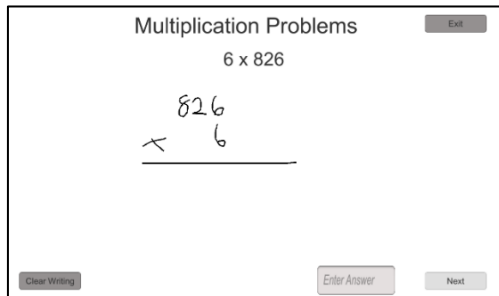 Multiplication Problems
Exit
6 x 826
826
× 6
Clear Writing
Enter Answer
Next